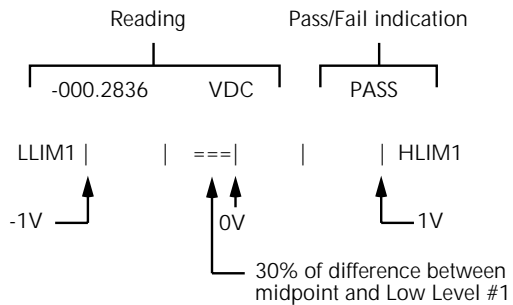 Reading Pass/Fail indication
-000.2836 VDC PASS
LLIM1 | | ===| | | HLIM1
-1V 0V 1V
30% of difference between
midpoint and Low Level #1